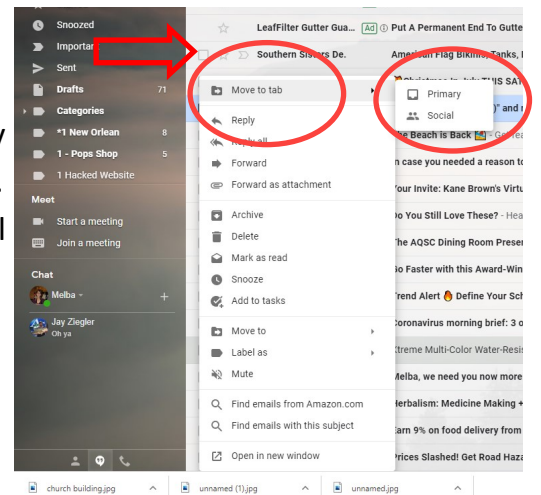 Snoozed
Importan
Sent
Drafts 71
Categories
*1 New Orlean 8
1 - Pops Shop 5
1 Hacked Website
Meet
Start a meeting
Join a meeting
Chat
Melba
Jay Ziegler
Oh ya
y
l
LeafFilter Gutter Gua... Ad Put A Permanent End To Gutte
Southern Sisters De. American Flag Bikinis, Tanks,
Christmas In July THIS SAT
)" and
The Beach is Back
n case you needed a reason to
Your Invite: Kane Brown's Virtu
Do You Still Love These? - Hea
The AQSC Dining Room Preser
Go Faster with this Award-Win
Trend Alert Define Your Sch
Coronavirus morning brief: 3 o
Xtreme Multi-Color Water-Resis
Melba, we need you now more
Herbalism: Medicine Making +
Earn 9% on food delivery from
Prices Slashed! Get Road Haza
Move to tab
Reply
Reply all
Forward
Forward as attachment
Archive
Delete
Mark as read
Snooze
Add to tasks
Move to
Label as
Mute
Find emails from Amazon.com
Find emails with this subject
Open in new window
Primary
Social
church building.jpg
unnamed (1).jpg
unnamed.jpg